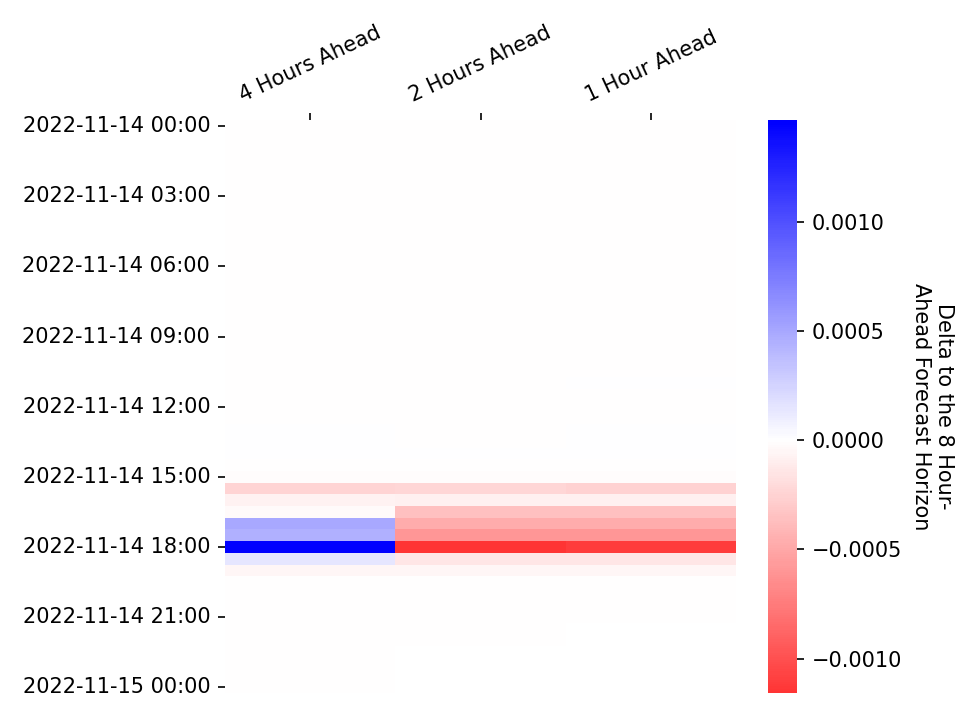 4 Hours Ahead
2 Hours Ahead
1 Hour Ahead
2022-11-14 00:00
2022-11-14 03:00
2022-11-14 06:00
2022-11-14 09:00
2022-11-14 12:00
2022-11-14 15:00
2022-11-14 18:00
2022-11-14 21:00
2022-11-15 00:00
0.0010
0.0005
0.0000
−0.0005
−0.0010
Delta to the 8 Hour-
Ahead Forecast Horizon